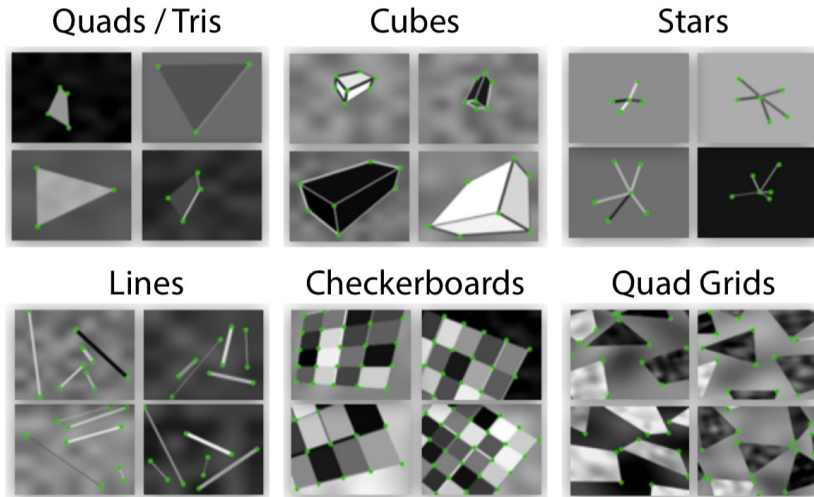 Quads / Tris
Cubes
Stars
Lines
Checkerboards
Quad Grids